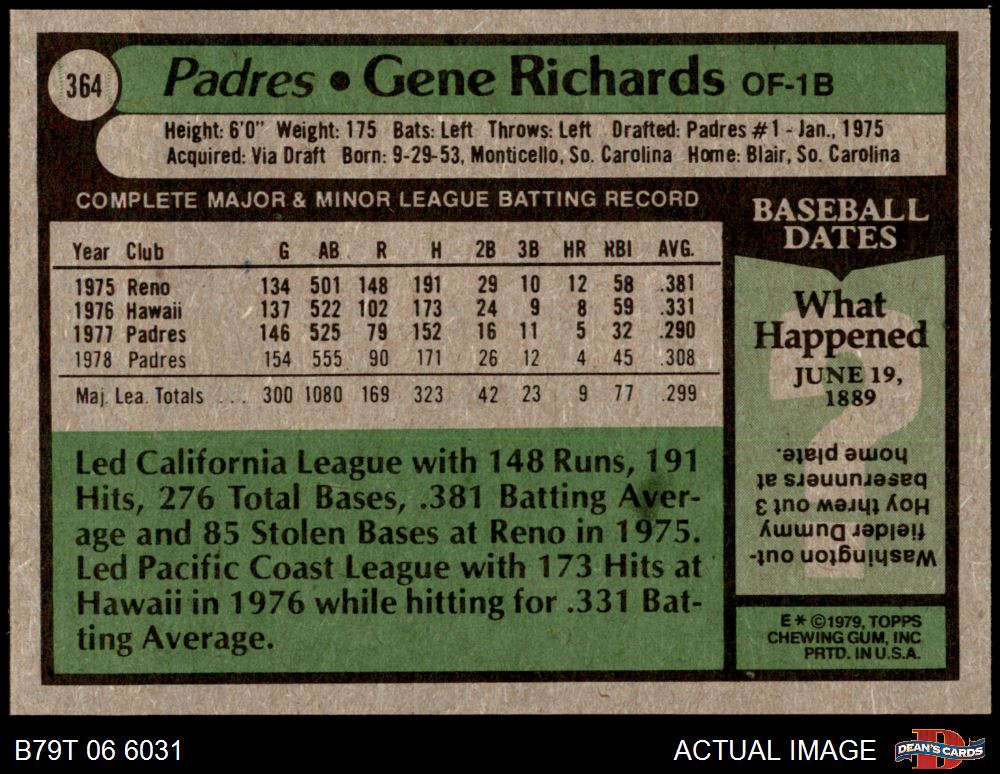 364
Padres • Gene Richards OF-1B
Height: 6'0" Weight: 175 Bats: Left Throws: Left Drafted: Padres #1 - Jan., 1975
Acquired: Via Draft Born: 9-29-53, Monticello, So. Carolina Home: Blair, So. Carolina
COMPLETE MAJOR & MINOR LEAGUE BATTING RECORD
Year Club G AB R H 2B 3B HR RBI AVG.
1975 Reno 134 501 148 191 29 10 12 58 .381
1976 Hawaii 137 522 102 173 24 9 8 59 .331
1977 Padres 146 525 79 152 16 11 5 32 .290
1978 Padres 154 555 90 171 26 12 4 45 .308
Maj. Lea. Totals ... 300 1080 169 323 42 23 9 77 .299
Led California League with 148 Runs, 191
Hits, 276 Total Bases, .381 Batting Aver-
age and 85 Stolen Bases at Reno in 1975.
Led Pacific Coast League with 173 Hits at
Hawaii in 1976 while hitting for .331 Bat-
ting Average.
BASEBALL
DATES
What
Happened
JUNE 19,
1889
Washington out-
fielder Dummy
Hoy threw out 3
baserunners at
home plate.
E * ©1979, TOPPS
CHEWING GUM, INC
PRTD. IN U.S.A.
B79T 06 6031
ACTUAL IMAGE
DEAN'S CARDS